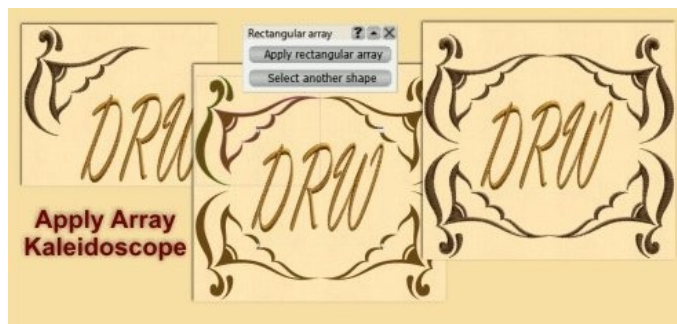 Rectangular array
Apply rectangular array
Select another shape
DRW
DRW
DRW
Apply Array
Kaleidoscope